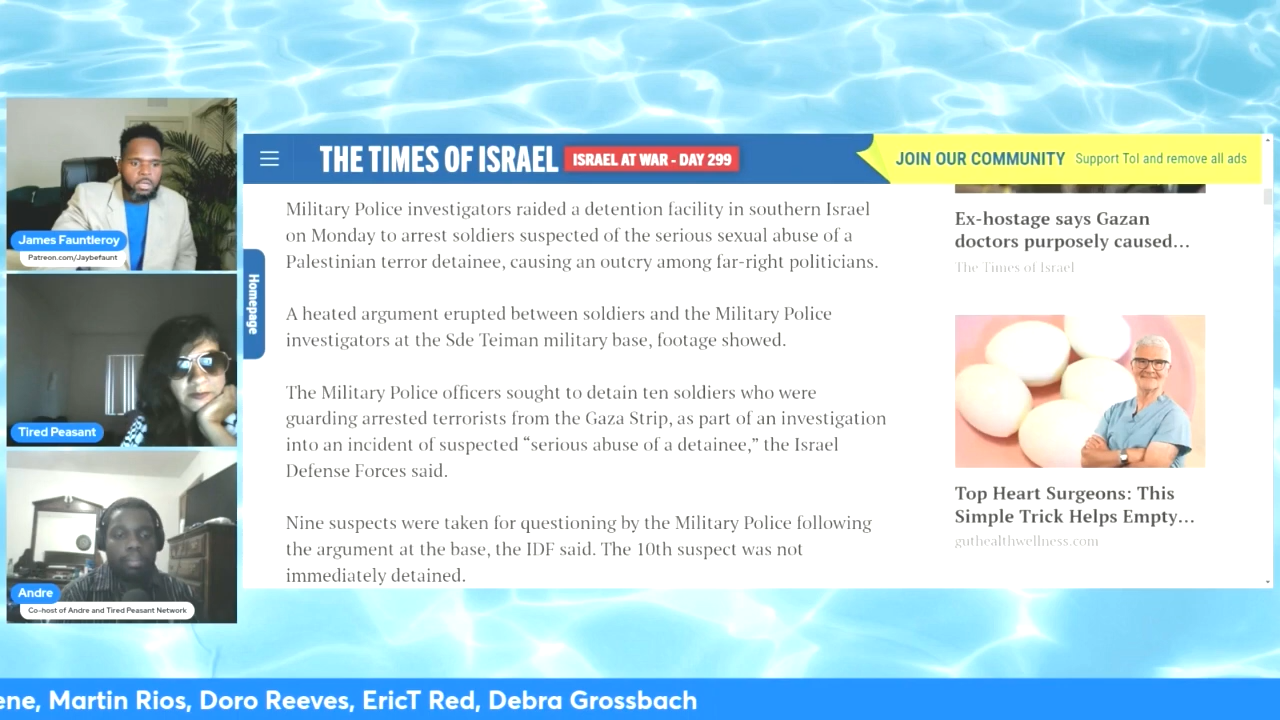 James Fauntleroy
Patreon.com/Jaybefaunt
Tired Peasant
Andre
Co-host of Andre and Tired Peasant Network
THE TIMES OF ISRAEL
ISRAEL AT WAR - DAY 299
JOIN OUR COMMUNITY Support ToI and remove all ads
Homepage
Military Police investigators raided a detention facility in southern Israel
on Monday to arrest soldiers suspected of the serious sexual abuse of a
Palestinian terror detainee, causing an outcry among far-right politicians.
A heated argument erupted between soldiers and the Military Police
investigators at the Sde Teiman military base, footage showed.
The Military Police officers sought to detain ten soldiers who were
guarding arrested terrorists from the Gaza Strip, as part of an investigation
into an incident of suspected “serious abuse of a detainee,” the Israel
Defense Forces said.
Nine suspects were taken for questioning by the Military Police following
the argument at the base, the IDF said. The 10th suspect was not
immediately detained.
Ex-hostage says Gazan
doctors purposely caused...
The Times of Israel
Top Heart Surgeons: This
Simple Trick Helps Empty...
guthealthwellness.com
ene, Martin Rios, Doro Reeves, EricT Red, Debra Grossbach